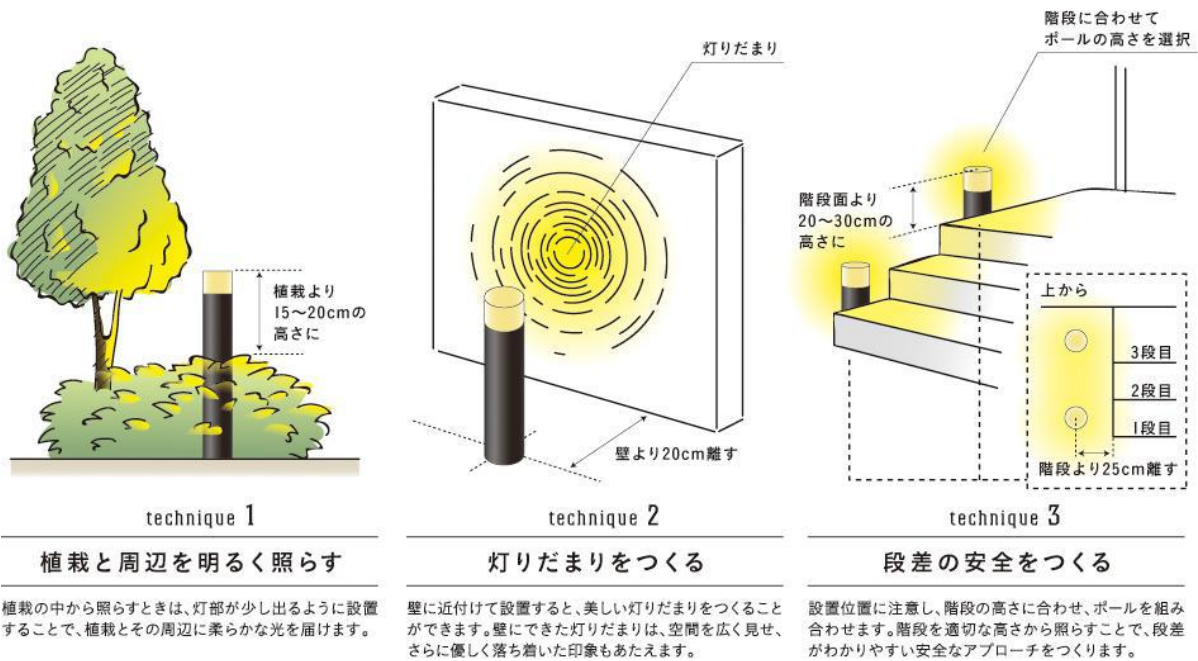 植栽より
15〜20cmの
高さに
technique 1
植栽と周辺を明るく照らす
植栽の中から照らすときは、灯部が少し出るように設置
することで、植栽とその周辺に柔らかな光を届けます。
灯りだまり
壁より20cm離す
technique 2
灯りだまりをつくる
壁に近付けて設置すると、美しい灯りだまりをつくること
ができます。壁にできた灯りだまりは、空間を広く見せ、
さらに優しく落ち着いた印象もあたえます。
階段に合わせて
ポールの高さを選択
階段面より
20〜30cmの
高さに
上から
3段目
2段目
1段目
階段より25cm離す
technique 3
段差の安全をつくる
設置位置に注意し、階段の高さに合わせ、ポールを組み
合わせます。階段を適切な高さから照らすことで、段差
がわかりやすい安全なアプローチをつくります。